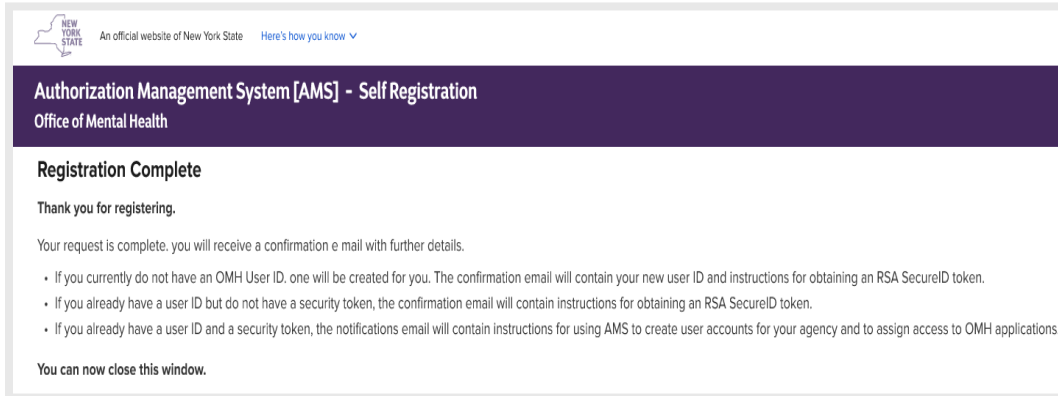 NEW
YORK
STATE
An official website of New York State Here's how you know
Authorization Management System [AMS] - Self Registration
Office of Mental Health
Registration Complete
Thank you for registering.
Your request is complete. you will receive a confirmation e mail with further details.
• If you currently do not have an OMH User ID. one will be created for you. The confirmation email will contain your new user ID and instructions for obtaining an RSA SecureID token.
• If you already have a user ID but do not have a security token, the confirmation email will contain instructions for obtaining an RSA SecureID token.
• If you already have a user ID and a security token, the notifications email will contain instructions for using AMS to create user accounts for your agency and to assign access to OMH applications.
You can now close this window.